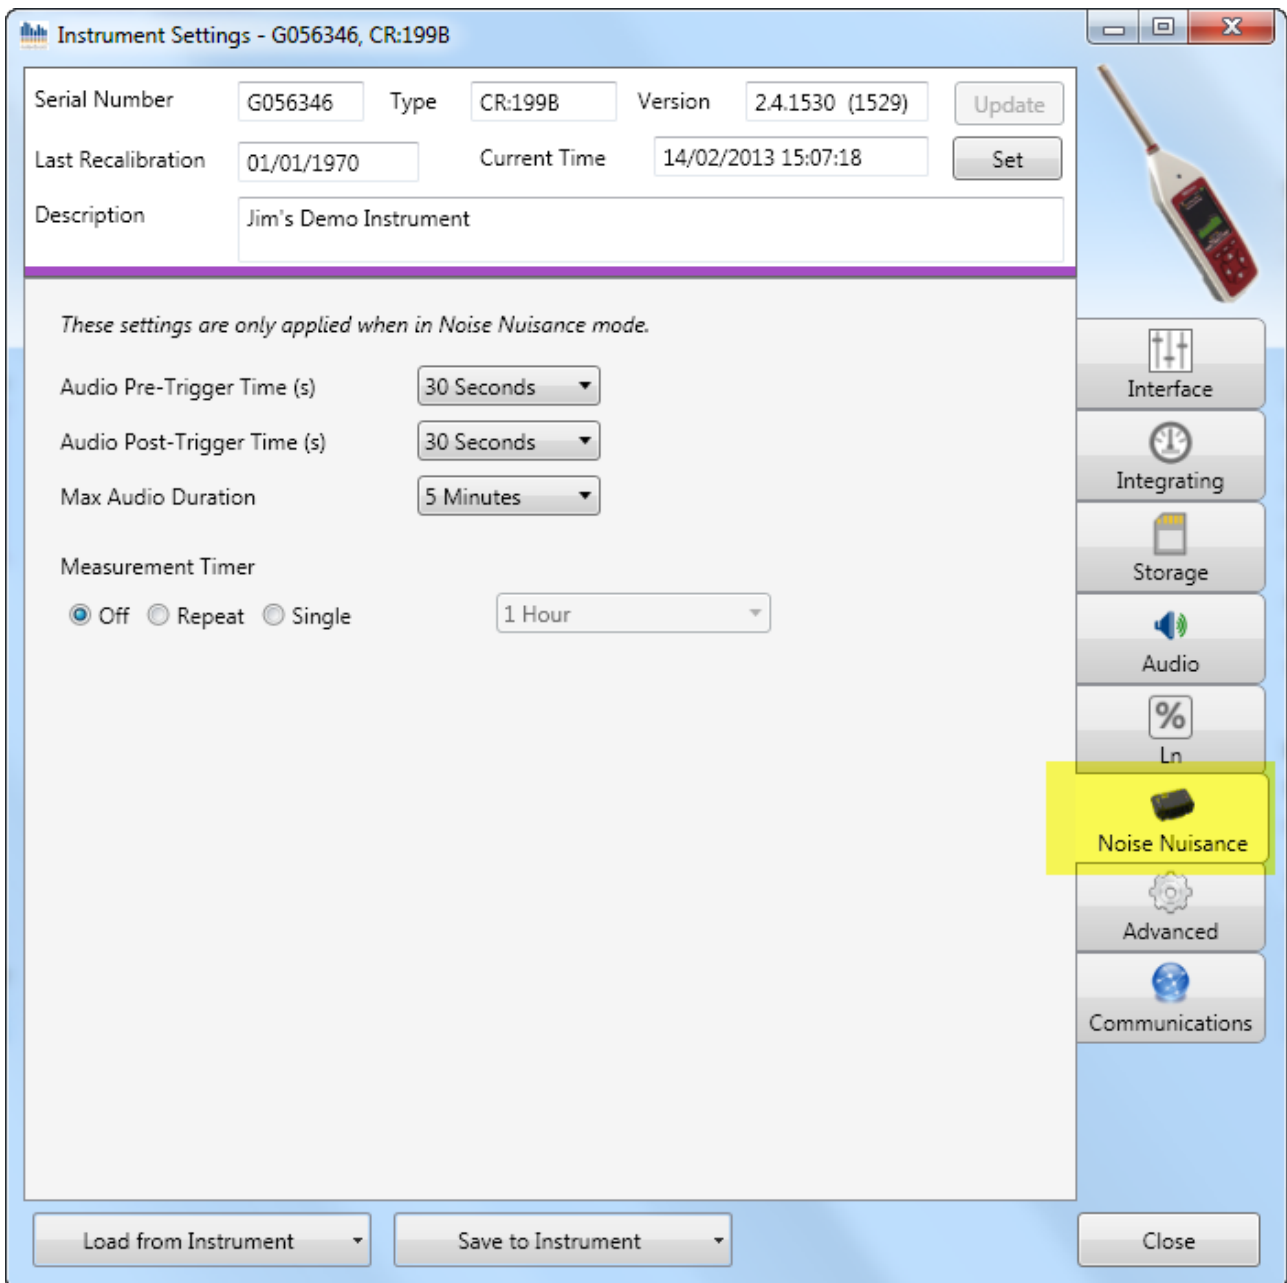 Instrument Settings - G056346, CR:199B
Serial Number G056346 Type CR:199B Version 2.4.1530 (1529) Update
Last Recalibration 01/01/1970 Current Time 14/02/2013 15:07:18 Set
Description Jim's Demo Instrument
These settings are only applied when in Noise Nuisance mode.
Audio Pre-Trigger Time (s) 30 Seconds
Audio Post-Trigger Time (s) 30 Seconds
Max Audio Duration 5 Minutes
Measurement Timer
Off Repeat Single 1 Hour
Interface
Integrating
Storage
Audio
%
Ln
Noise Nuisance
Advanced
Communications
Load from Instrument Save to Instrument Close